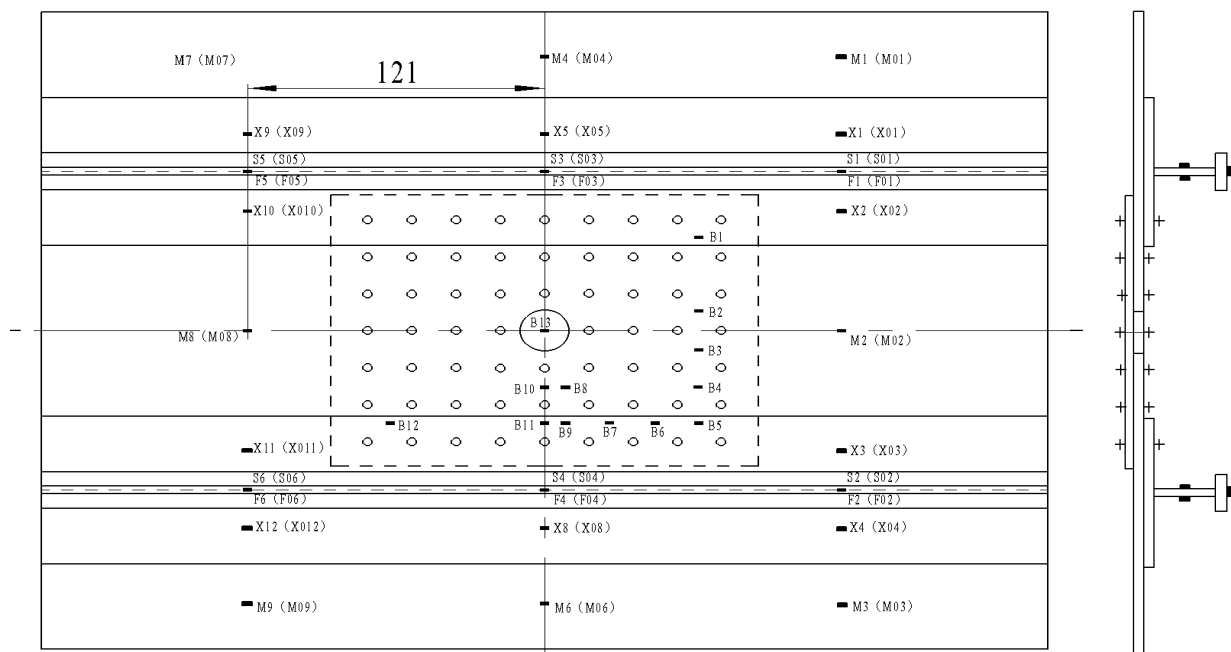 M7 (M07)
M4 (M04)
M1 (M01)
121
X9 (X09)
X5 (X05)
X1 (X01)
S5 (S05)
S3 (S03)
S1 (S01)
F5 (F05)
F3 (F03)
F1 (F01)
X10 (X010)
X2 (X02)
B1
B2
M8 (M08)
B13
M2 (M02)
B3
B10
B8
B4
B12
B11
B9
B7
B6
B5
X11 (X011)
X3 (X03)
S6 (S06)
S4 (S04)
S2 (S02)
F6 (F06)
F4 (F04)
F2 (F02)
X12 (X012)
X8 (X08)
X4 (X04)
M9 (M09)
M6 (M06)
M3 (M03)